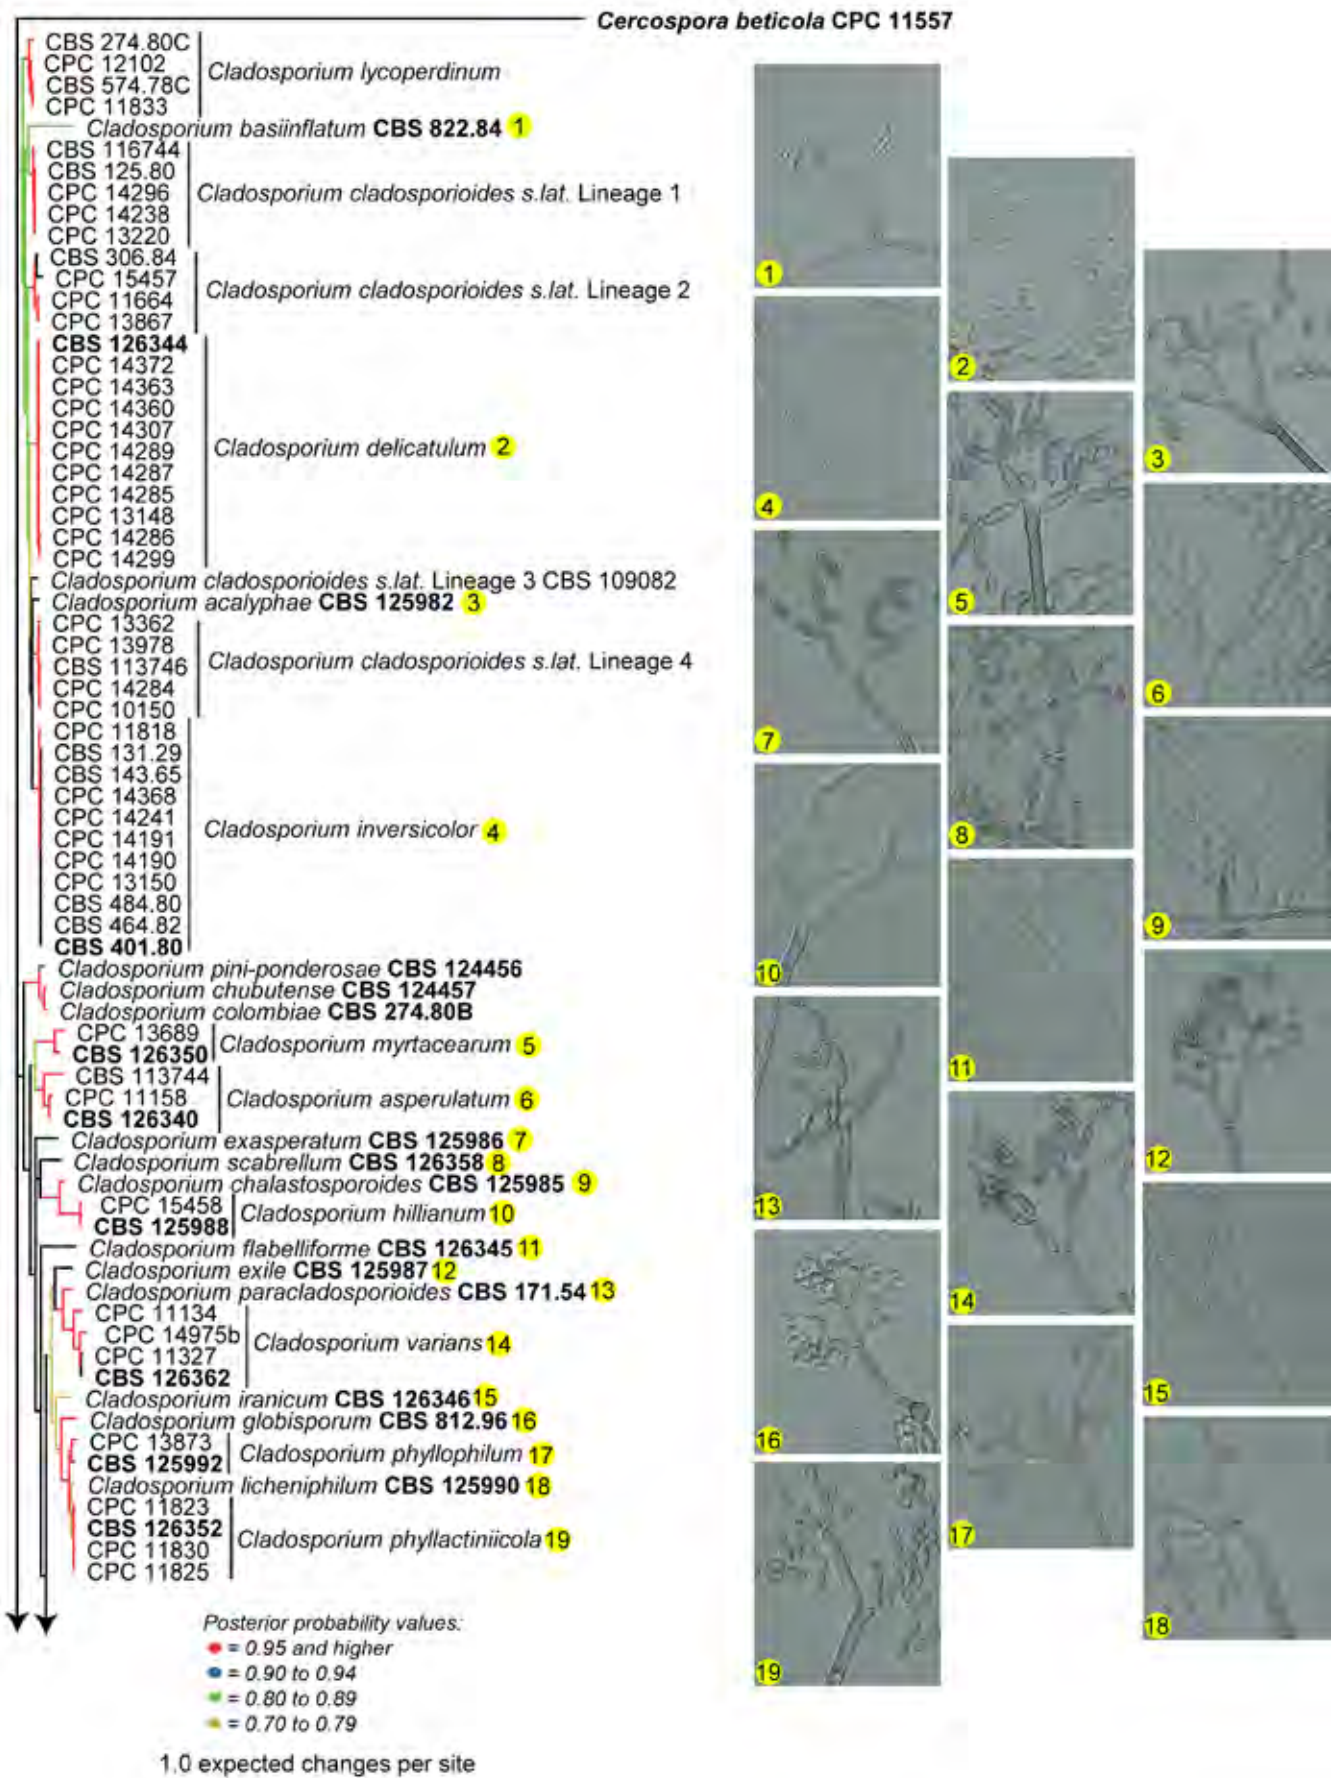 Cercospora beticola CPC 11557
CBS 274.80C
CPC 12102
CBS 574.78C
CPC 11833
Cladosporium lycoperdinum
Cladosporium basiinflatum CBS 822.84 1
CBS 116744
CBS 125.80
CPC 14296
CPC 14238
CPC 13220
Cladosporium cladosporioides s.lat. Lineage 1
CBS 306.84
CPC 15457
CPC 11664
CPC 13867
Cladosporium cladosporioides s.lat. Lineage 2
CBS 126344
CPC 14372
CPC 14363
CPC 14360
CPC 14307
CPC 14289
CPC 14287
CPC 14285
CPC 13148
CPC 14286
CPC 14299
Cladosporium delicatulum 2
Cladosporium cladosporioides s.lat. Lineage 3 CBS 109082
Cladosporium acalyphae CBS 125982 3
CPC 13362
CPC 13978
CBS 113746
CPC 14284
CPC 10150
Cladosporium cladosporioides s.lat. Lineage 4
CPC 11818
CBS 131.29
CBS 143.65
CPC 14368
CPC 14241
CPC 14191
CPC 14190
CPC 13150
CBS 484.80
CBS 464.82
CBS 401.80
Cladosporium inversicolor 4
Cladosporium pini-ponderosae CBS 124456
Cladosporium chubutense CBS 124457
Cladosporium colombiae CBS 274.80B
CPC 13689
CBS 126350
Cladosporium myrtacearum 5
CBS 113744
CPC 11158
CBS 126340
Cladosporium asperulatum 6
Cladosporium exasperatum CBS 125986 7
Cladosporium scabrellum CBS 126358 8
Cladosporium chalastosporoides CBS 125985 9
CPC 15458
CBS 125988
Cladosporium hillianum 10
Cladosporium flabelliforme CBS 126345 11
Cladosporium exile CBS 125987 12
Cladosporium paracladosporioides CBS 171.54 13
CPC 11134
CPC 14975b
CPC 11327
CBS 126362
Cladosporium varians 14
Cladosporium iranicum CBS 126346 15
Cladosporium globisporum CBS 812.96 16
CPC 13873
CBS 125992
Cladosporium phyllophilum 17
Cladosporium licheniphilum CBS 125990 18
CPC 11823
CBS 126352
CPC 11830
CPC 11825
Cladosporium phyllactiniicola 19
Posterior probability values:
= 0.95 and higher
= 0.90 to 0.94
= 0.80 to 0.89
= 0.70 to 0.79
1.0 expected changes per site
1
4
7
10
13
16
19
2
5
8
11
14
17
3
6
9
12
15
18